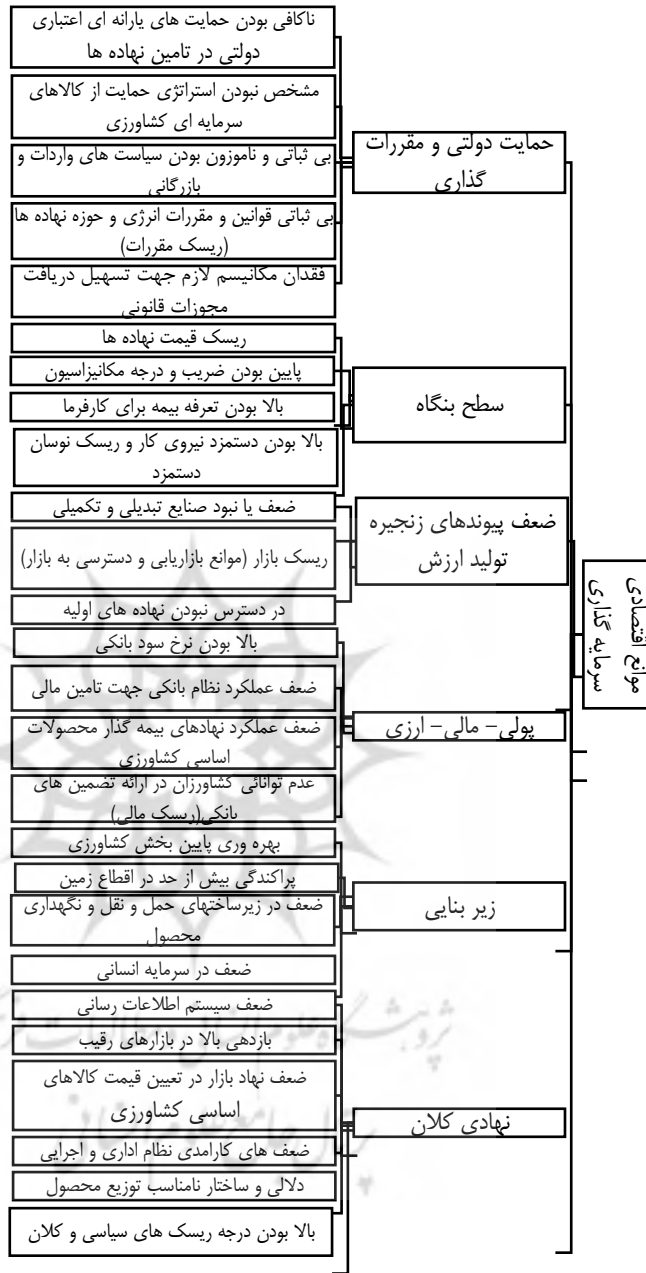 موانع اقتصادی
سرمایه گذاری
حمایت دولتی و مقررات
گذاری
ناکافی بودن حمایت های یارانه ای اعتباری
دولتی در تامین نهاده ها
مشخص نبودن استراتژی حمایت از کالاهای
سرمایه ای کشاورزی
بی ثباتی و ناموزون بودن سیاست های واردات و
بازرگانی
بی ثباتی قوانین و مقررات انرژی و حوزه نهاده ها
(ریسک مقررات)
فقدان مکانیسم لازم جهت تسهیل دریافت
مجوزات قانونی
سطح بنگاه
ریسک قیمت نهاده ها
پایین بودن ضریب و درجه مکانیزاسیون
بالا بودن تعرفه بیمه برای کارفرما
بالا بودن دستمزد نیروی کار و ریسک نوسان
دستمزد
ضعف پیوندهای زنجیره
تولید ارزش
ضعف یا نبود صنایع تبدیلی و تکمیلی
ریسک بازار (موانع بازاریابی و دسترسی به بازار)
در دسترس نبودن نهاده های اولیه
پولی- مالی- ارزی
بالا بودن نرخ سود بانکی
ضعف عملکرد نظام بانکی جهت تامین مالی
ضعف عملکرد نهادهای بیمه گذار محصولات
اساسی کشاورزی
عدم توانائی کشاورزان در ارائه تضمین های
بانکی(ریسک مالی)
زیر بنایی
بهره وری پایین بخش کشاورزی
پراکندگی بیش از حد در اقطاع زمین
ضعف در زیرساختهای حمل و نقل و نگهداری
محصول
ضعف در سرمایه انسانی
نهادی کلان
ضعف سیستم اطلاعات رسانی
بازدهی بالا در بازارهای رقیب
ضعف نهاد بازار در تعیین قیمت کالاهای
اساسی کشاورزی
ضعف های کارامدی نظام اداری و اجرایی
دلالی و ساختار نامناسب توزیع محصول
بالا بودن درجه ریسک های سیاسی و کلان